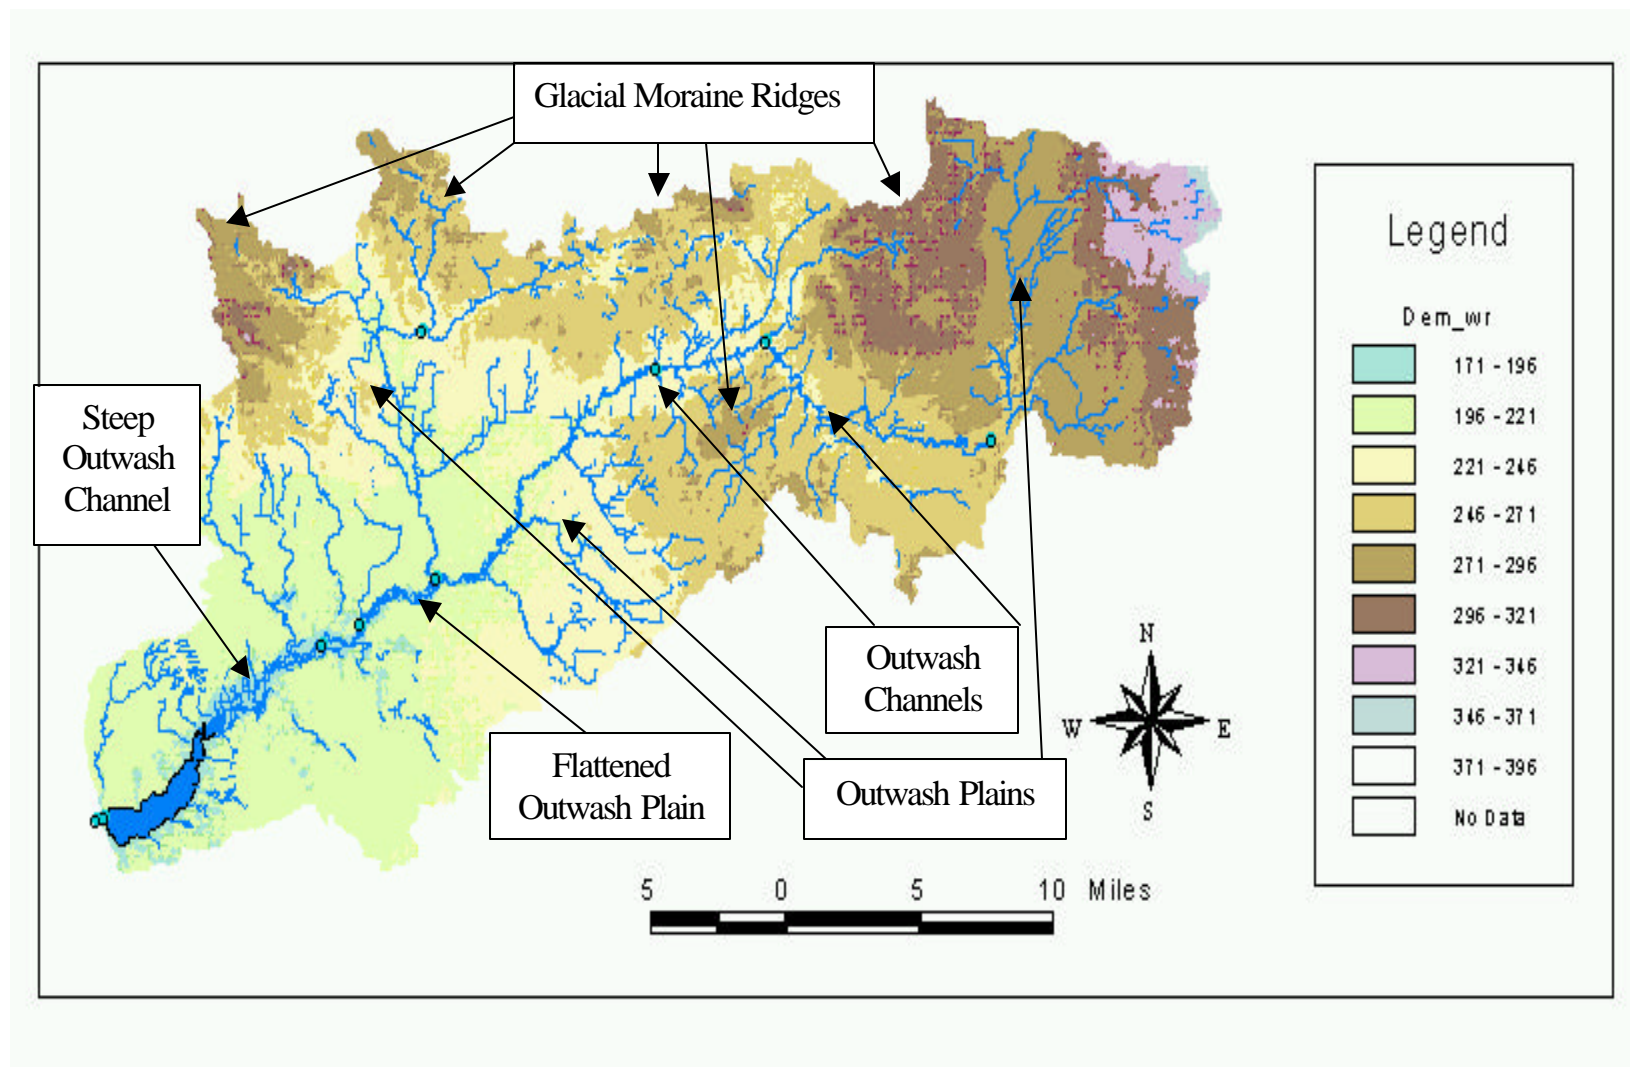 Glacial Moraine Ridges
Steep
Outwash
Channel
Legend
Dem_wr
171 - 196
196 - 221
221 - 246
246 - 271
271 - 296
296 - 321
321 - 346
346 - 371
371 - 396
No Data
Outwash
Channels
Flattened
Outwash Plain
Outwash Plains
N
W
E
S
5 0 5 10 Miles